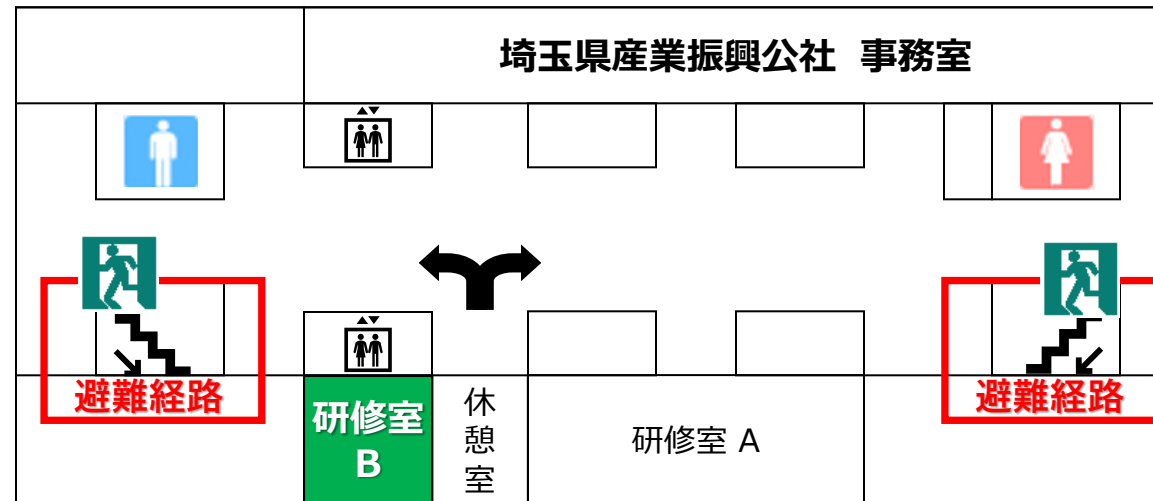 埼玉県産業振興公社 事務室
避難経路
研修室
B
休
憩
室
研修室 A
避難経路